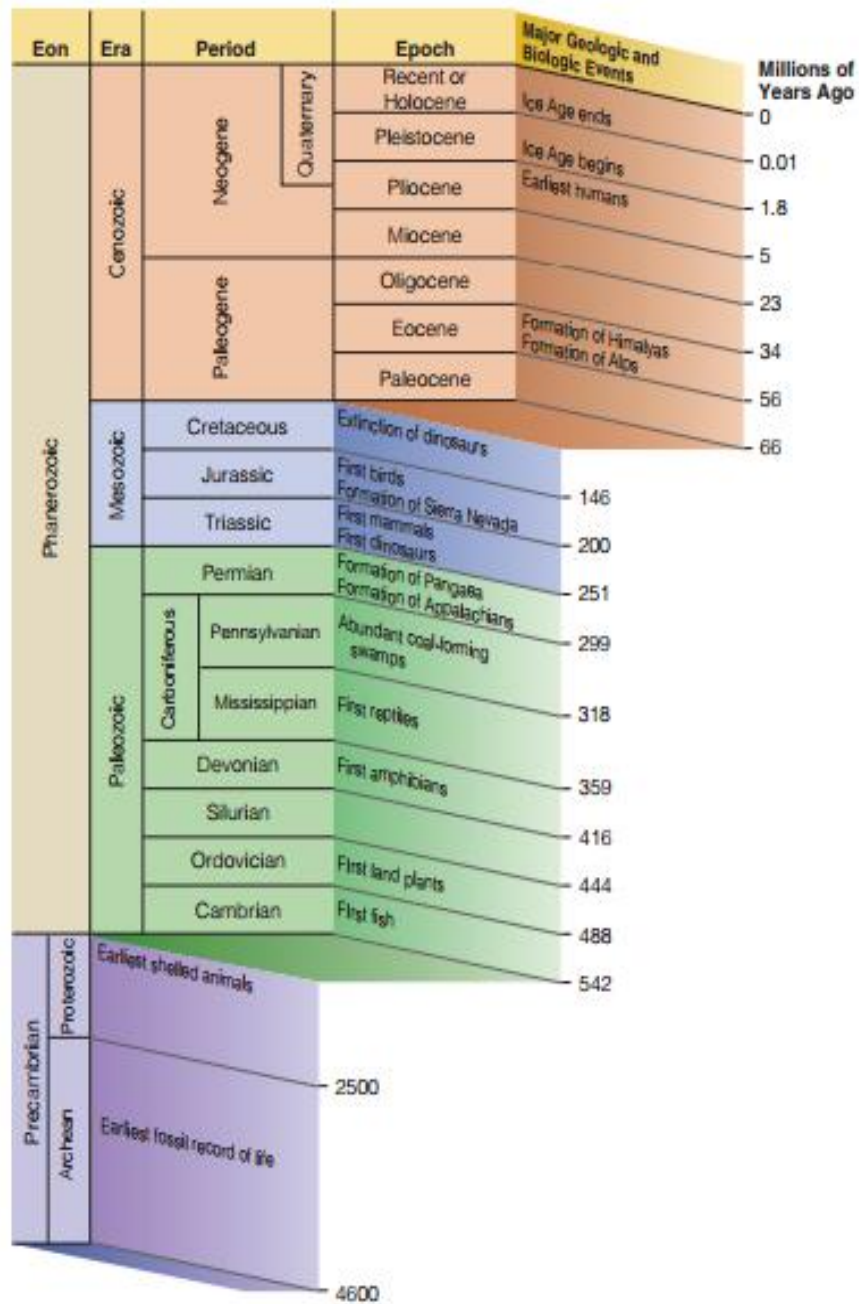 Eon Era Period Epoch Major Geologic and
Biologic Events
Millions of
Years Ago
Phanerozoic
Cenozoic
Neogene
Quaternary
Recent or
Holocene
Ice Age ends
0
Pleistocene
Ice Age begins
0.01
Pliocene
Earliest humans
1.8
Miocene
5
Paleogene
Oligocene
23
Eocene
Formation of Himalyas
34
Formation of Alps
Paleocene
56
66
Mesozoic
Cretaceous
Extinction of dinosaurs
146
Jurassic
First birds
Formation of Sierra Nevada
200
Triassic
First mammals
First dinosaurs
251
Paleozoic
Permian
Formation of Pangaea
Formation of Appalachians
299
Carboniferous
Pennsylvanian
Abundant coal-forming
swamps
318
Mississippian
First reptiles
359
Devonian
First amphibians
416
Silurian
444
Ordovician
First land plants
488
Cambrian
First fish
542
Precambrian
Proterozoic
Earliest shelled animals
2500
Archean
Earliest fossil record of life
4600